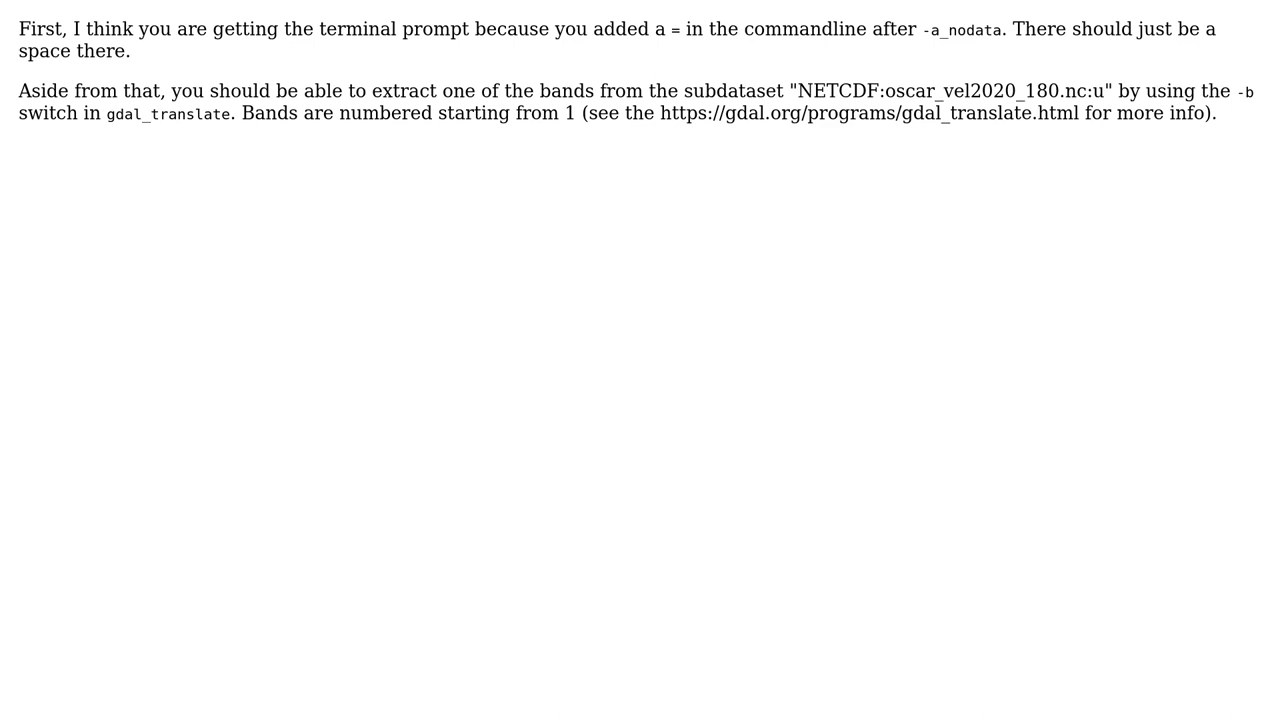 First, I think you are getting the terminal prompt because you added a = in the commandline after -a_nodata. There should just be a
space there.
Aside from that, you should be able to extract one of the bands from the subdataset "NETCDF:oscar_vel2020_180.nc:u" by using the -b
switch in gdal_translate. Bands are numbered starting from 1 (see the https://gdal.org/programs/gdal_translate.html for more info).